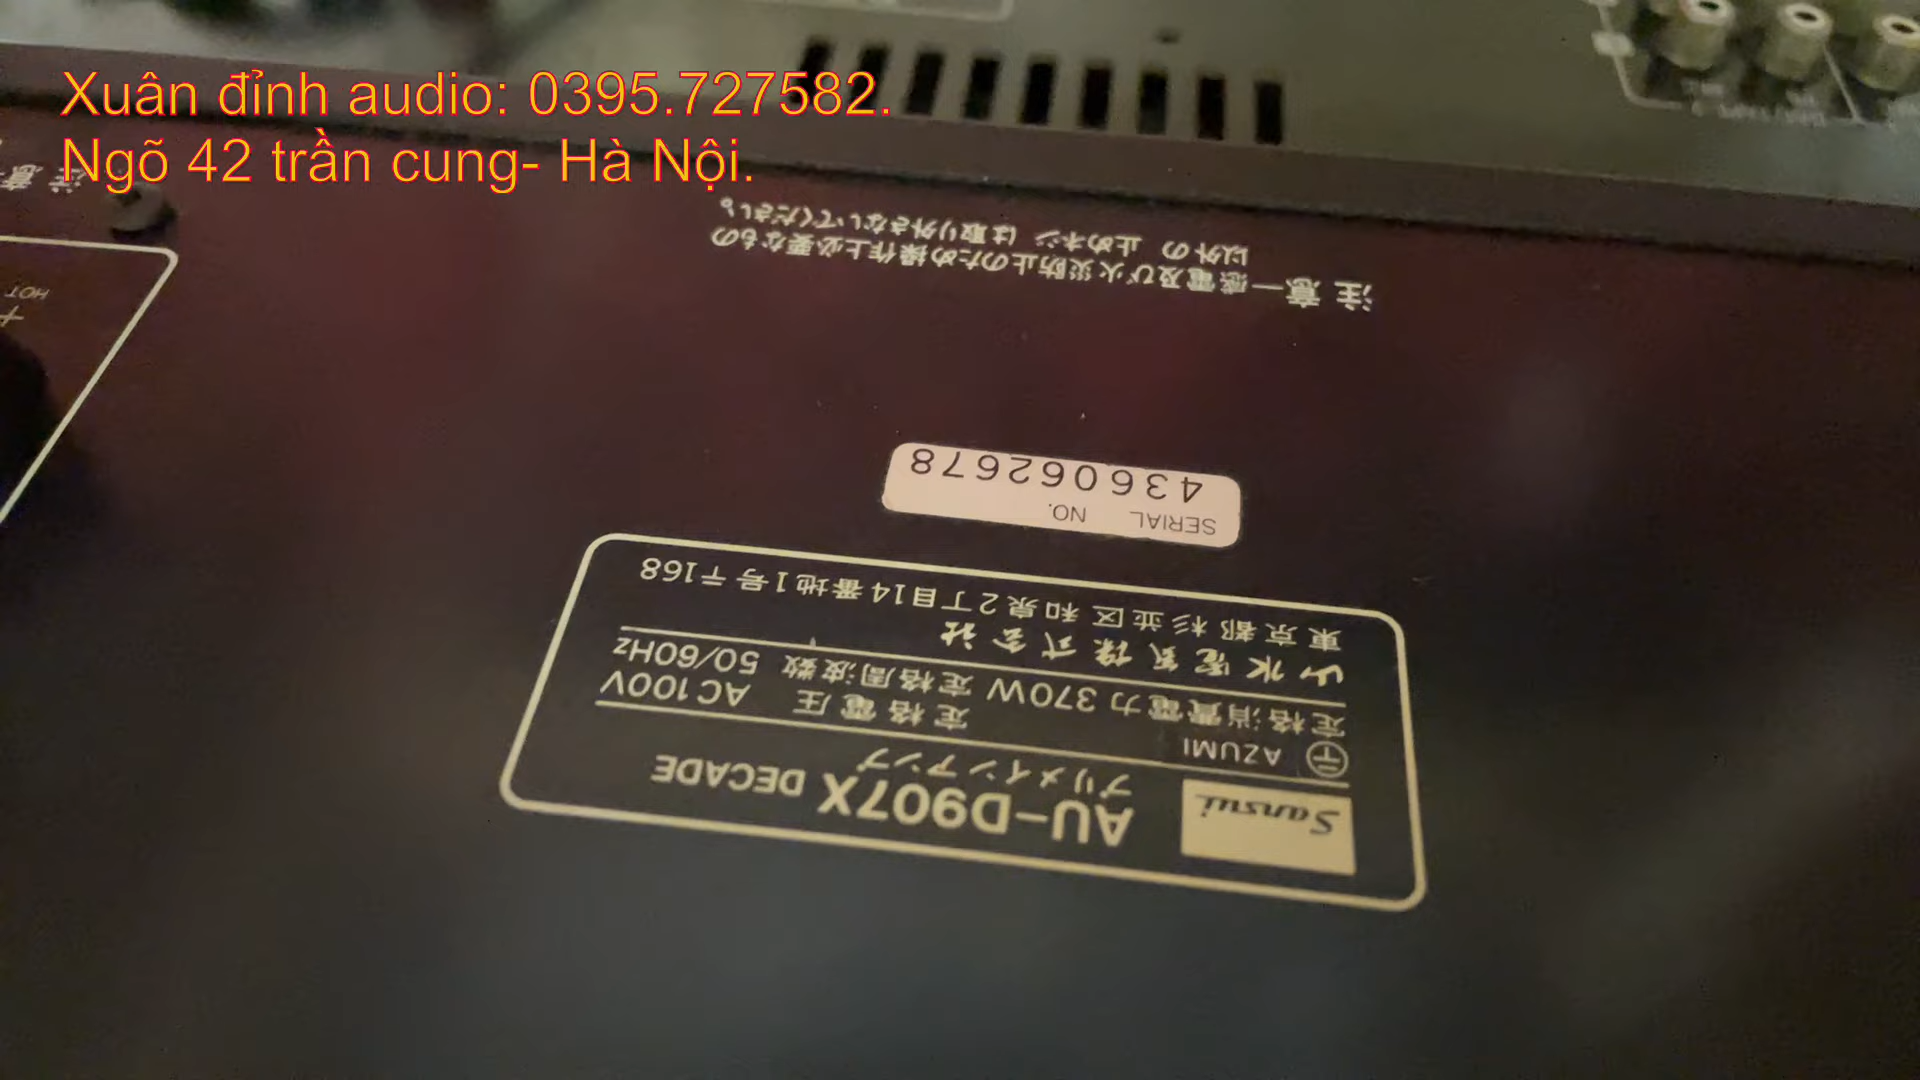 Xuân đỉnh audio: 0395.727582.
Ngõ 42 trần cung- Hà Nội.
注意
HOT
+
注 意—感電及び火災防止のため操作上必要なもの
以外の 止めネジ は取り外さないでください。
SERIAL NO.
436062678
Sansui
AU-D907X DECADE
プリメインアンプ
AZUMI
定格電圧 AC100V
定格消費電力 370W 定格周波数 50/60Hz
山水電気株式会社
東京都杉並区和泉2丁目14番地1号〒168